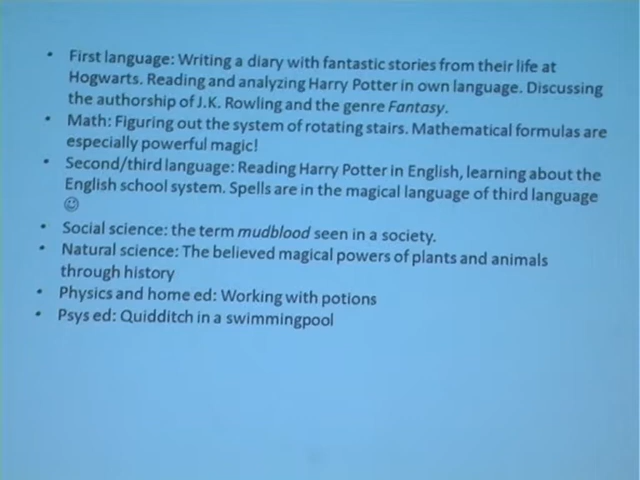 • First language: Writing a diary with fantastic stories from their life at
Hogwarts. Reading and analyzing Harry Potter in own language. Discussing
the authorship of J.K. Rowling and the genre Fantasy.
• Math: Figuring out the system of rotating stairs. Mathematical formulas are
especially powerful magic!
• Second/third language: Reading Harry Potter in English, learning about the
English school system. Spells are in the magical language of third language
☺
• Social science: the term mudblood seen in a society.
• Natural science: The believed magical powers of plants and animals
through history
• Physics and home ed: Working with potions
• Psys ed: Quidditch in a swimmingpool